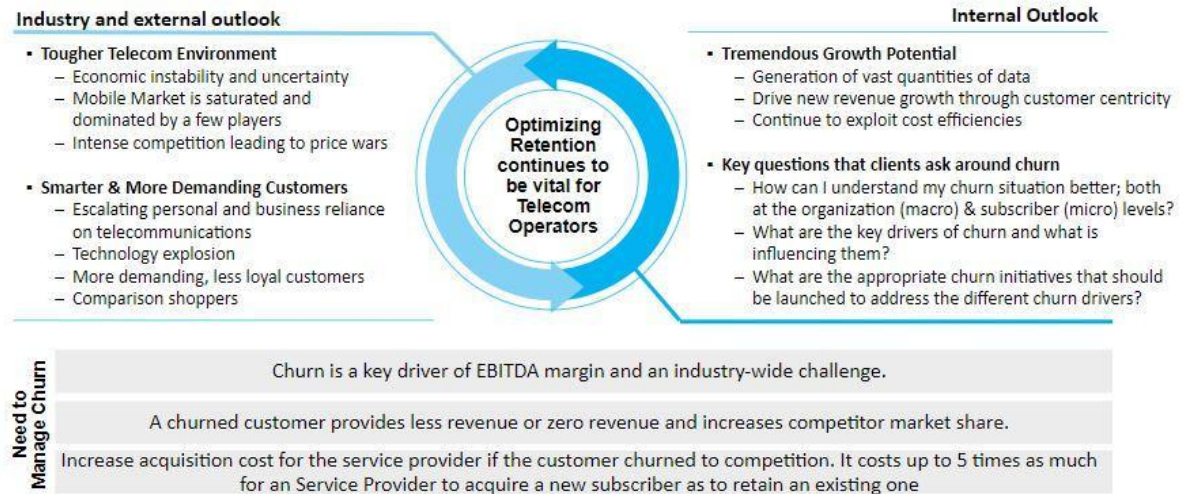 Industry and external outlook
▪ Tougher Telecom Environment
– Economic instability and uncertainty
– Mobile Market is saturated and
dominated by a few players
– Intense competition leading to price wars
▪ Smarter & More Demanding Customers
– Escalating personal and business reliance
on telecommunications
– Technology explosion
– More demanding, less loyal customers
– Comparison shoppers
Optimizing
Retention
continues to
be vital for
Telecom
Operators
Internal Outlook
▪ Tremendous Growth Potential
– Generation of vast quantities of data
– Drive new revenue growth through customer centricity
– Continue to exploit cost efficiencies
▪ Key questions that clients ask around churn
– How can I understand my churn situation better; both
at the organization (macro) & subscriber (micro) levels?
– What are the key drivers of churn and what is
influencing them?
– What are the appropriate churn initiatives that should
be launched to address the different churn drivers?
Need to
Manage Churn
Churn is a key driver of EBITDA margin and an industry-wide challenge.
A churned customer provides less revenue or zero revenue and increases competitor market share.
Increase acquisition cost for the service provider if the customer churned to competition. It costs up to 5 times as much
for an Service Provider to acquire a new subscriber as to retain an existing one